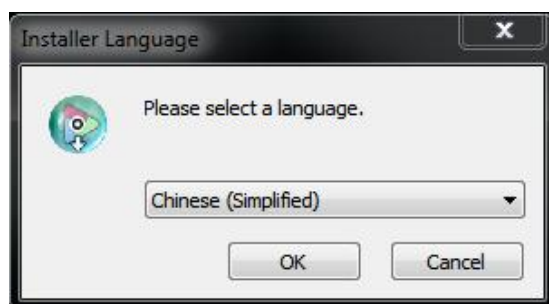 Installer Language
Please select a language.
Chinese (Simplified)
OK
Cancel